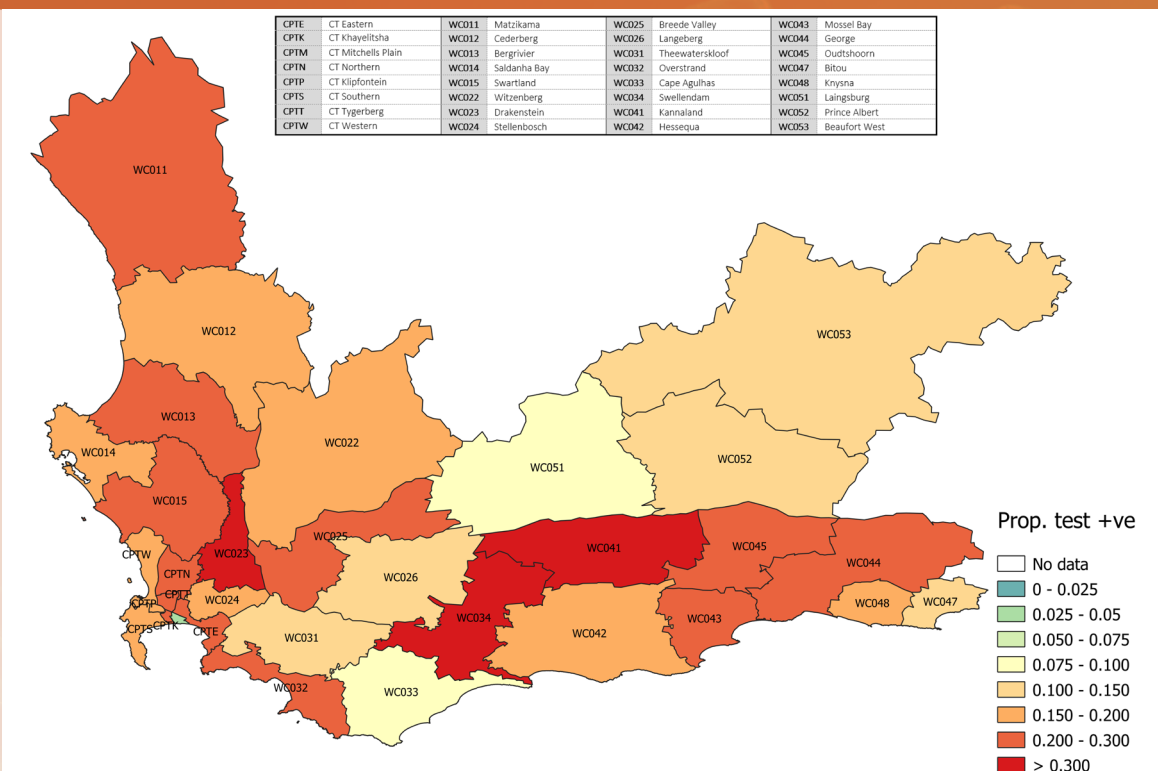 CPTE CT Eastern WC011 Matzikama WC025 Breede Valley WC043 Mossel Bay
CPTK CT Khayelitsha WC012 Cederberg WC026 Langeberg WC044 George
CPTM CT Mitchells Plain WC013 Bergrivier WC031 Theewaterskloof WC045 Oudtshoorn
CPTN CT Northern WC014 Saldanha Bay WC032 Overstrand WC047 Bitou
CPTP CT Klipfontein WC015 Swartland WC033 Cape Agulhas WC048 Knysna
CPTS CT Southern WC022 Witzenberg WC034 Swellendam WC051 Laingsburg
CPTT CT Tygerberg WC023 Drakenstein WC041 Kannaland WC052 Prince Albert
CPTW CT Western WC024 Stellenbosch WC042 Hessequa WC053 Beaufort West
WC011
WC012
WC053
WC013
WC022
WC014
WC052
WC051
WC015
WC025
WC045
WC041
CPTW
WC023
WC044
CPTN
WC026
CPTP
WC024
WC048
WC047
WC034
WC043
CPTS
CPTK
CPTE
WC042
WC031
WC032
WC033
Prop. test +ve
No data
0 - 0.025
0.025 - 0.05
0.050 - 0.075
0.075 - 0.100
0.100 - 0.150
0.150 - 0.200
0.200 - 0.300
> 0.300